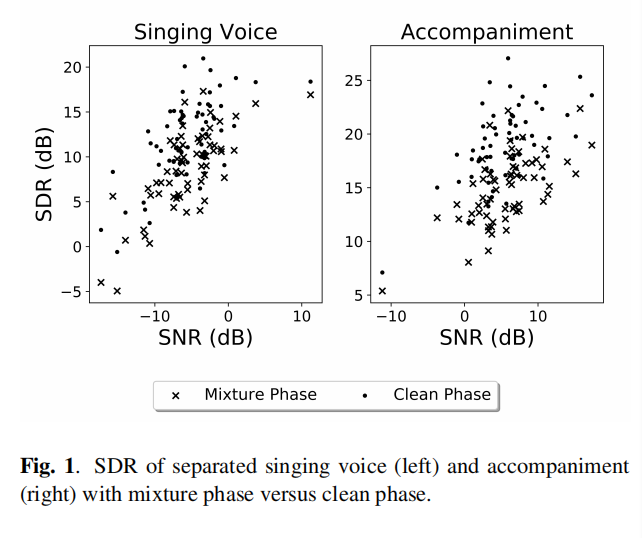 Singing Voice
Accompaniment
SDR (dB)
20
15
10
5
0
−5
−10
0
10
SNR (dB)
25
20
15
10
5
−10
0
10
SNR (dB)
Mixture Phase
Clean Phase
Fig. 1. SDR of separated singing voice (left) and accompaniment
(right) with mixture phase versus clean phase.